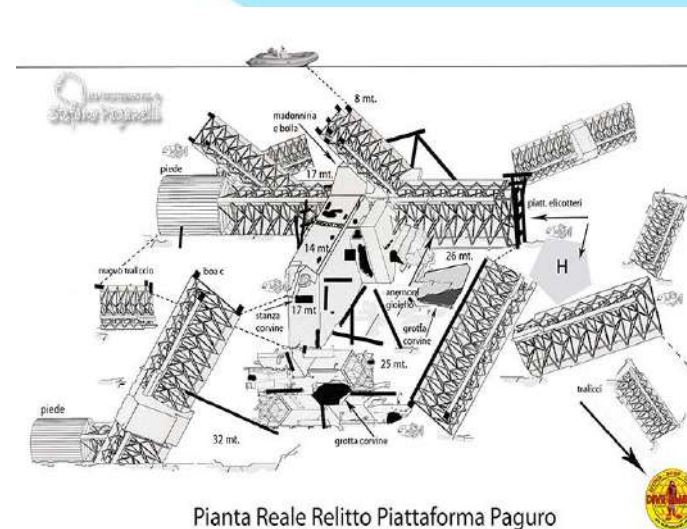 8 mt.
madonnina
e bolla
piede
17 mt.
piatt. elicotteri
14 mt.
26 mt.
H
nuovo traliccio
boa c
17 mt
stanza
corvine
anemoni
gioiello
grotta
corvine
25 mt.
tralicci
piede
32 mt.
grotta corvine
Pianta Reale Relitto Piattaforma Paguro